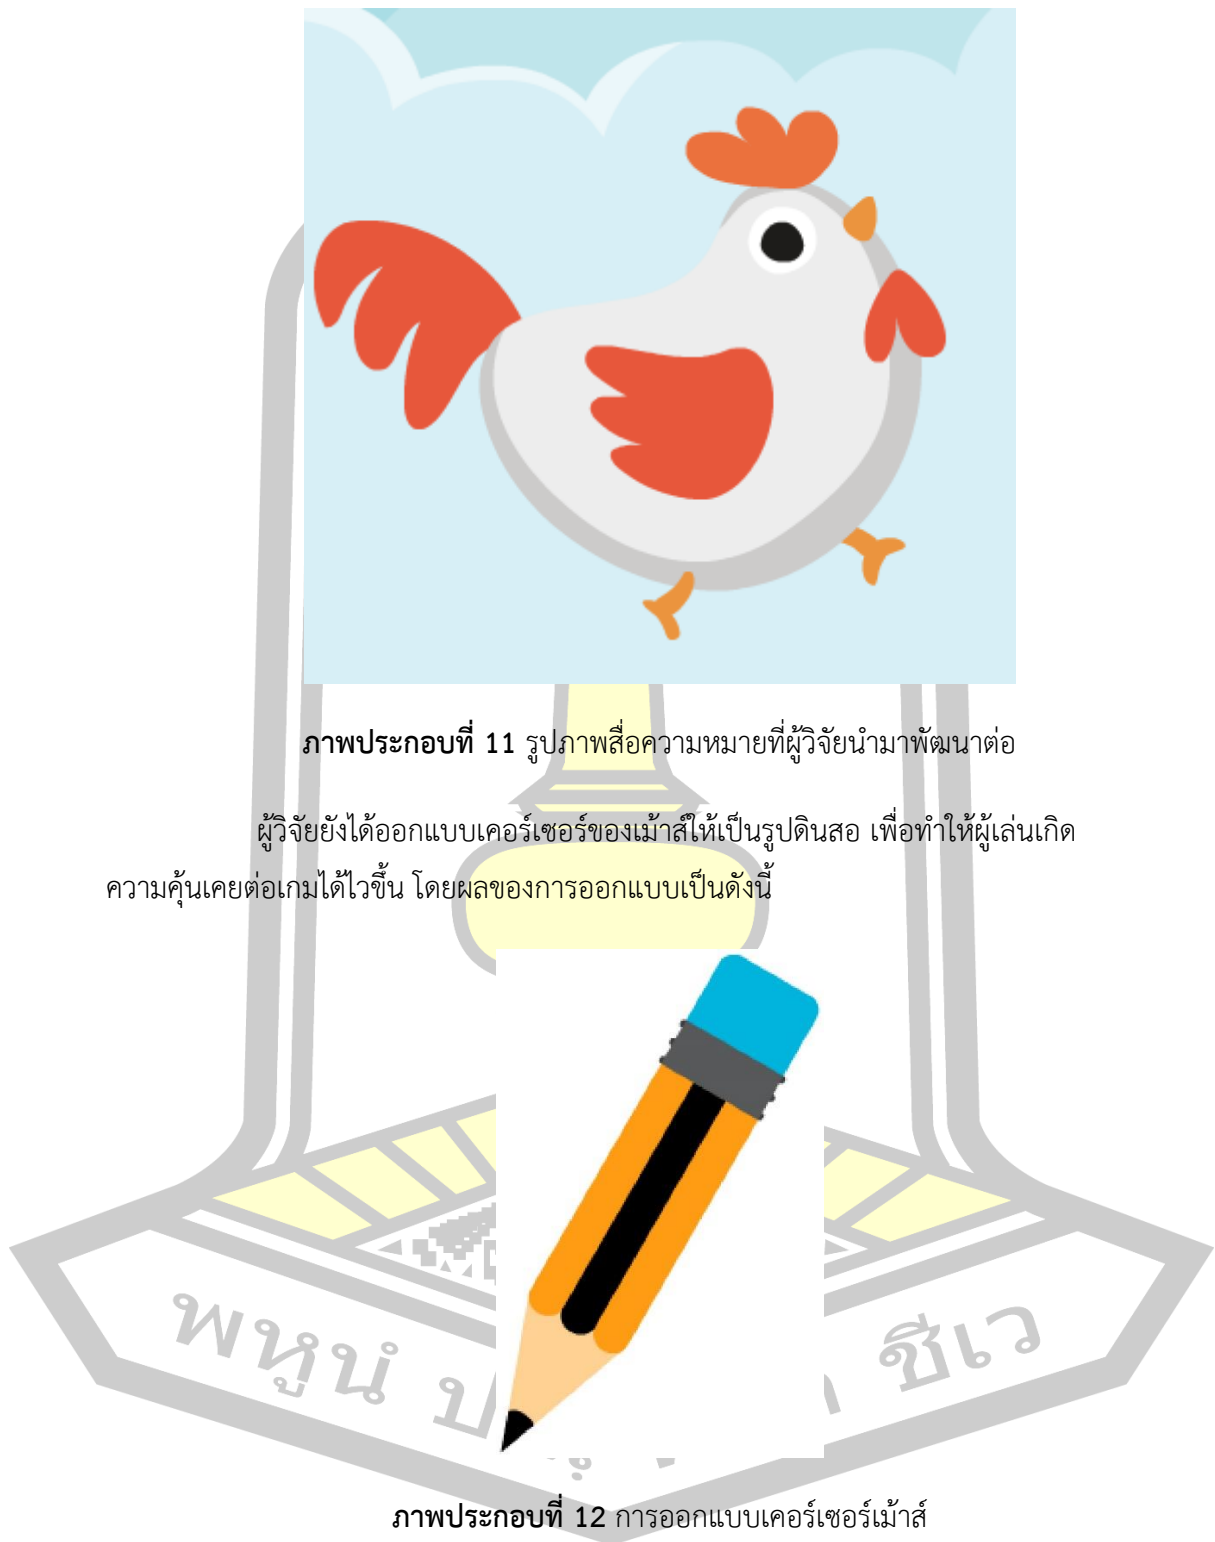 ภาพประกอบที่ 11 รูปภาพสื่อความหมายที่ผู้วิจัยนำมาพัฒนาต่อ
ผู้วิจัยยังได้ออกแบบเคอร์เซอร์ของเม้าส์ให้เป็นรูปดินสอ เพื่อทำให้ผู้เล่นเกิด
ความคุ้นเคยต่อเกมได้ไวขึ้น โดยผลของการออกแบบเป็นดังนี้
พหูนํ ชีเว
ภาพประกอบที่ 12 การออกแบบเคอร์เซอร์เม้าส์